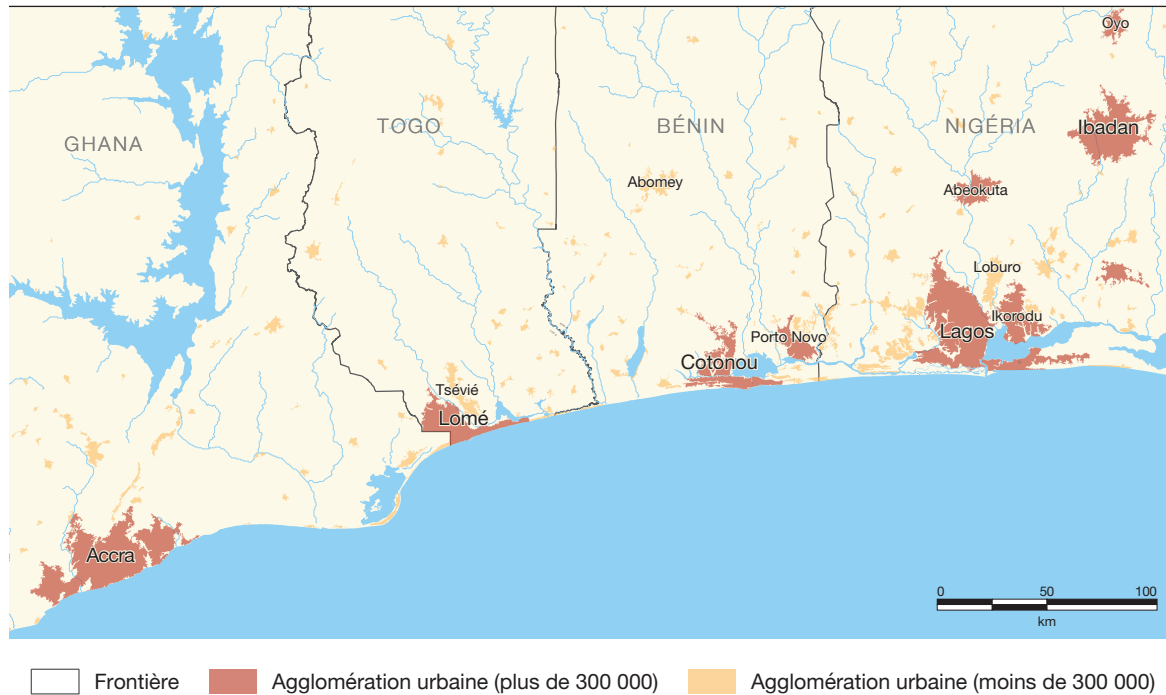 Oyo
GHANA
TOGO
BÉNIN
NIGÉRIA
Ibadan
Abomey
Abeokuta
Loburo
Ikorodu
Lagos
Porto Novo
Cotonou
Tsévié
Lomé
Accra
0 50 100
km
Frontière Agglomération urbaine (plus de 300 000) Agglomération urbaine (moins de 300 000)